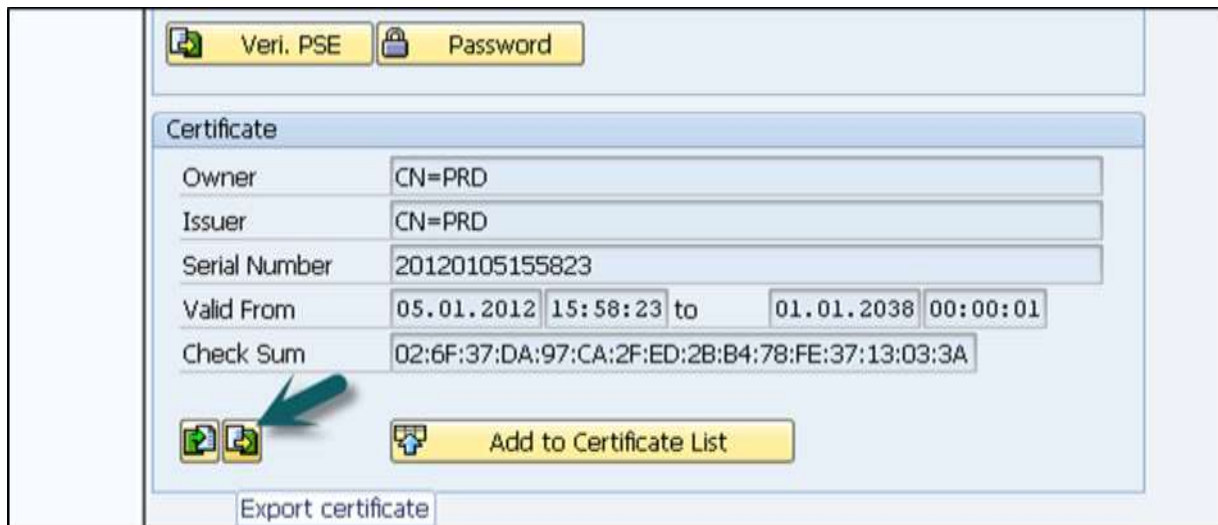 Veri. PSE Password
Certificate
Owner CN=PRD
Issuer CN=PRD
Serial Number 20120105155823
Valid From 05.01.2012 15:58:23 to 01.01.2038 00:00:01
Check Sum 02:6F:37:DA:97:CA:2F:ED:2B:B4:78:FE:37:13:03:3A
Add to Certificate List
Export certificate